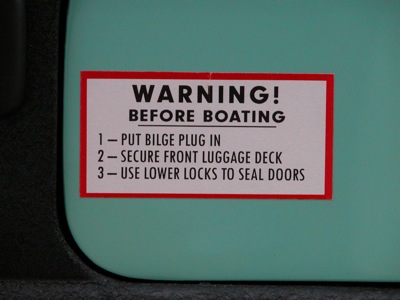 WARNING!
BEFORE BOATING
1 – PUT BILGE PLUG IN
2 – SECURE FRONT LUGGAGE DECK
3 – USE LOWER LOCKS TO SEAL DOORS